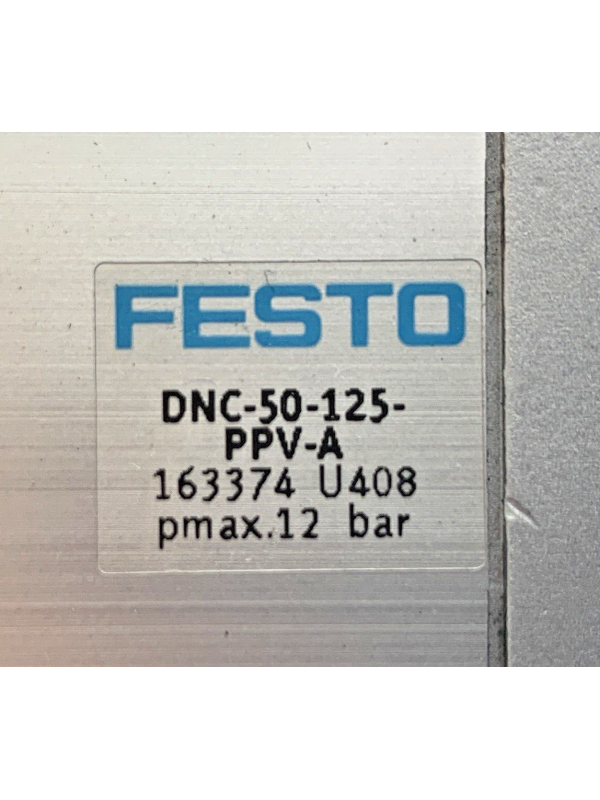 FESTO
DNC-50-125-
PPV-A
163374 U408
pmax.12 bar